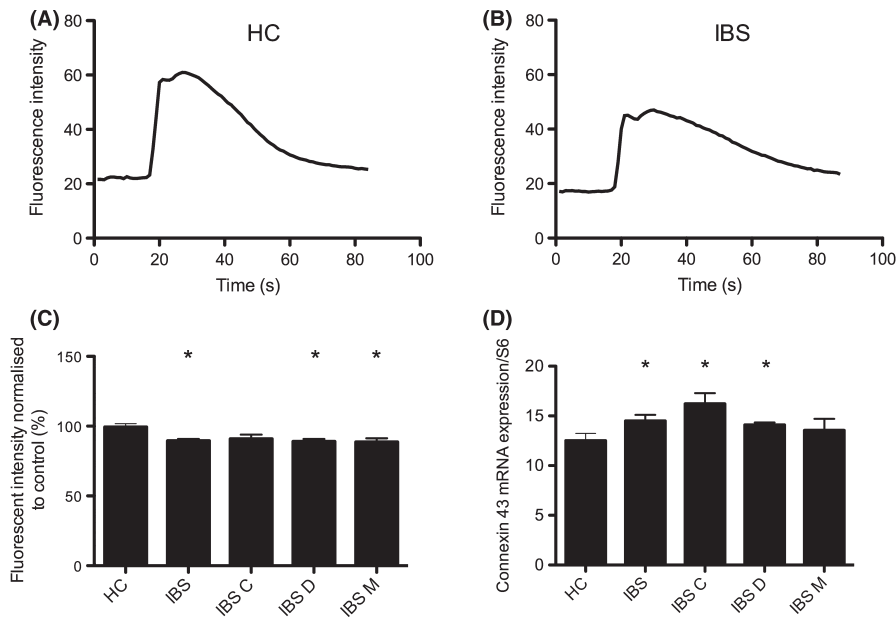 (A)
HC
Fluorescence intensity
80
60
40
20
0
0 20 40 60 80 100
Time (s)
(B)
IBS
Fluorescence intensity
80
60
40
20
0
0 20 40 60 80 100
Time (s)
(C)
Fluorescent intensity normalised
to control (%)
150
100
50
0
* * *
HC IBS IBS C IBS D IBS M
(D)
Connexin 43 mRNA expression/S6
20
15
10
5
0
* * *
HC IBS IBS C IBS D IBS M